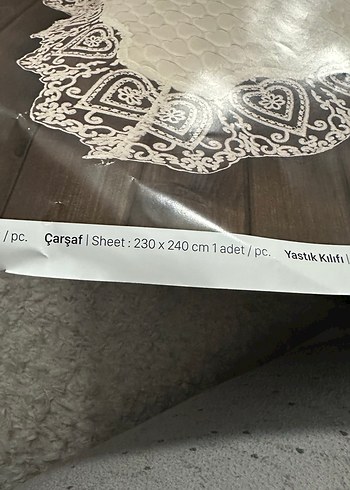 / pc. Çarşaf | Sheet : 230 x 240 cm 1 adet / pc. Yastık Kılıfı |